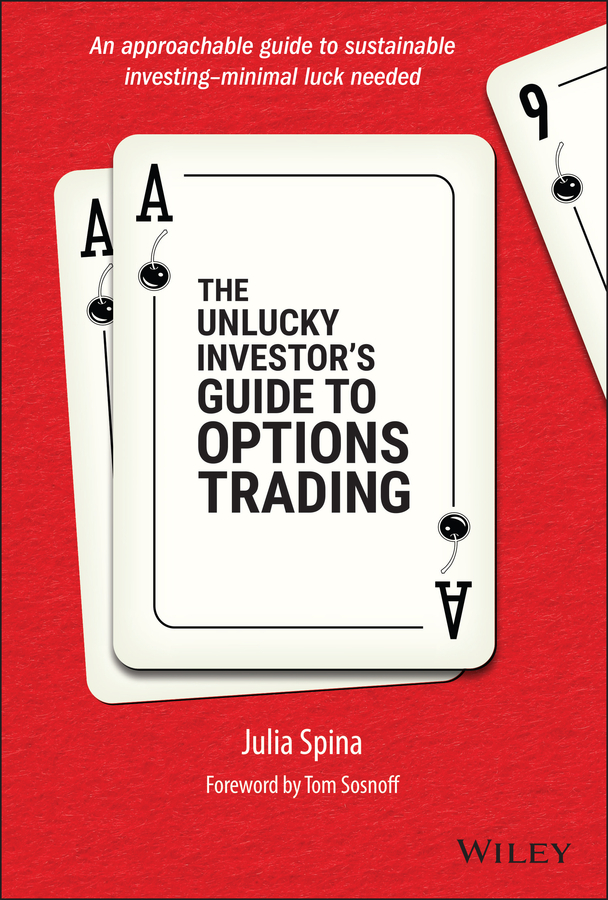 An approachable guide to sustainable
investing–minimal luck needed
9
A
A
THE
UNLUCKY
INVESTOR’S
GUIDE TO
OPTIONS
TRADING
A
Julia Spina
Foreword by Tom Sosnoff
WILEY